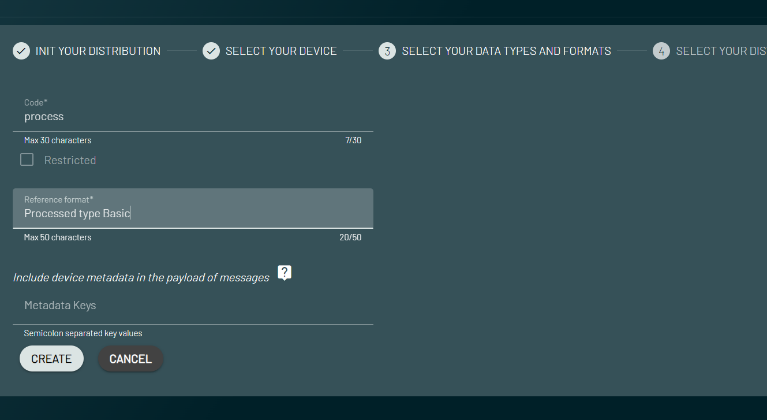 INIT YOUR DISTRIBUTION
SELECT YOUR DEVICE
3 SELECT YOUR DATA TYPES AND FORMATS
4 SELECT YOUR DIS
Code*
process
Max 30 characters 7/30
Restricted
Reference format*
Processed type Basic
Max 50 characters 20/50
Include device metadata in the payload of messages ?
Metadata Keys
Semicolon separated key values
CREATE CANCEL